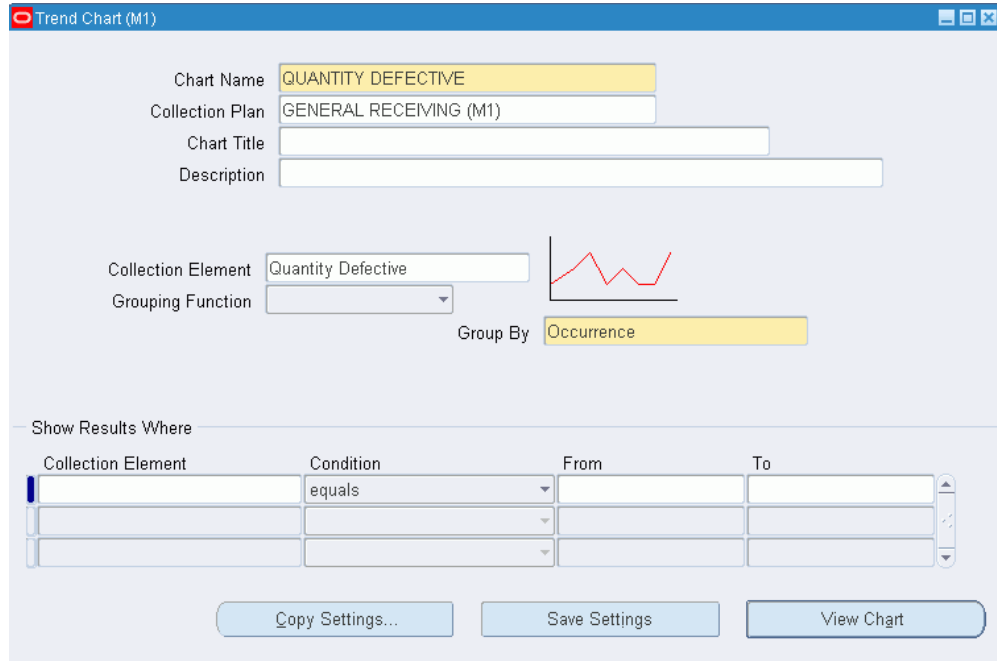 Trend Chart (M1)
Chart Name QUANTITY DEFECTIVE
Collection Plan GENERAL RECEIVING (M1)
Chart Title
Description
Collection Element Quantity Defective
Grouping Function
Group By Occurrence
Show Results Where
Collection Element Condition From To
equals
Copy Settings... Save Settings View Chart